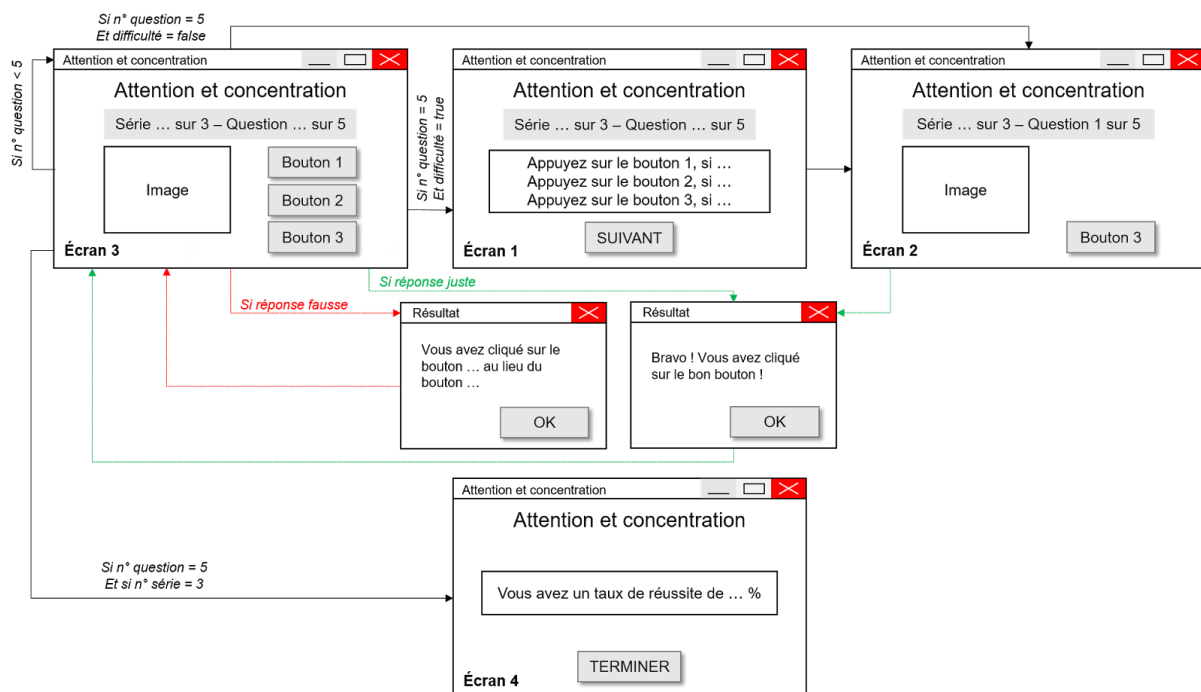 Si n° question = 5
Et difficulté = false
Si n° question < 5
Attention et concentration
Attention et concentration
Série … sur 3 – Question … sur 5
Image
Bouton 1
Bouton 2
Bouton 3
Écran 3
Si n° question = 5
Et difficulté = true
Attention et concentration
Attention et concentration
Série … sur 3 – Question … sur 5
Appuyez sur le bouton 1, si …
Appuyez sur le bouton 2, si …
Appuyez sur le bouton 3, si …
SUIVANT
Écran 1
Attention et concentration
Attention et concentration
Série … sur 3 – Question 1 sur 5
Image
Bouton 3
Écran 2
Si réponse juste
Si réponse fausse
Résultat
Vous avez cliqué sur le
bouton … au lieu du
bouton …
OK
Résultat
Bravo ! Vous avez cliqué
sur le bon bouton !
OK
Si n° question = 5
Et si n° série = 3
Attention et concentration
Attention et concentration
Vous avez un taux de réussite de … %
TERMINER
Écran 4